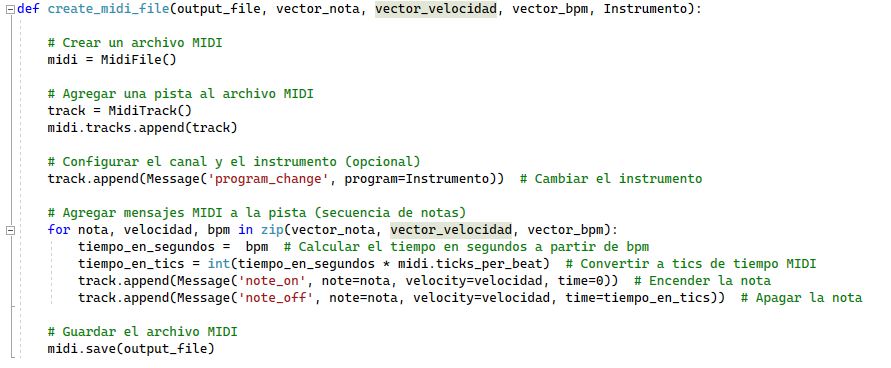 def create_midi_file(output_file, vector_nota, vector_velocidad, vector_bpm, Instrumento):
# Crear un archivo MIDI
midi = MidiFile()
# Agregar una pista al archivo MIDI
track = MidiTrack()
midi.tracks.append(track)
# Configurar el canal y el instrumento (opcional)
track.append(Message('program_change', program=Instrumento))  # Cambiar el instrumento
# Agregar mensajes MIDI a la pista (secuencia de notas)
for nota, velocidad, bpm in zip(vector_nota, vector_velocidad, vector_bpm):
tiempo_en_segundos =  bpm  # Calcular el tiempo en segundos a partir de bpm
tiempo_en_tics = int(tiempo_en_segundos * midi.ticks_per_beat)  # Convertir a tics de tiempo MIDI
track.append(Message('note_on', note=nota, velocity=velocidad, time=0))  # Encender la nota
track.append(Message('note_off', note=nota, velocity=velocidad, time=tiempo_en_tics))  # Apagar la nota
# Guardar el archivo MIDI
midi.save(output_file)